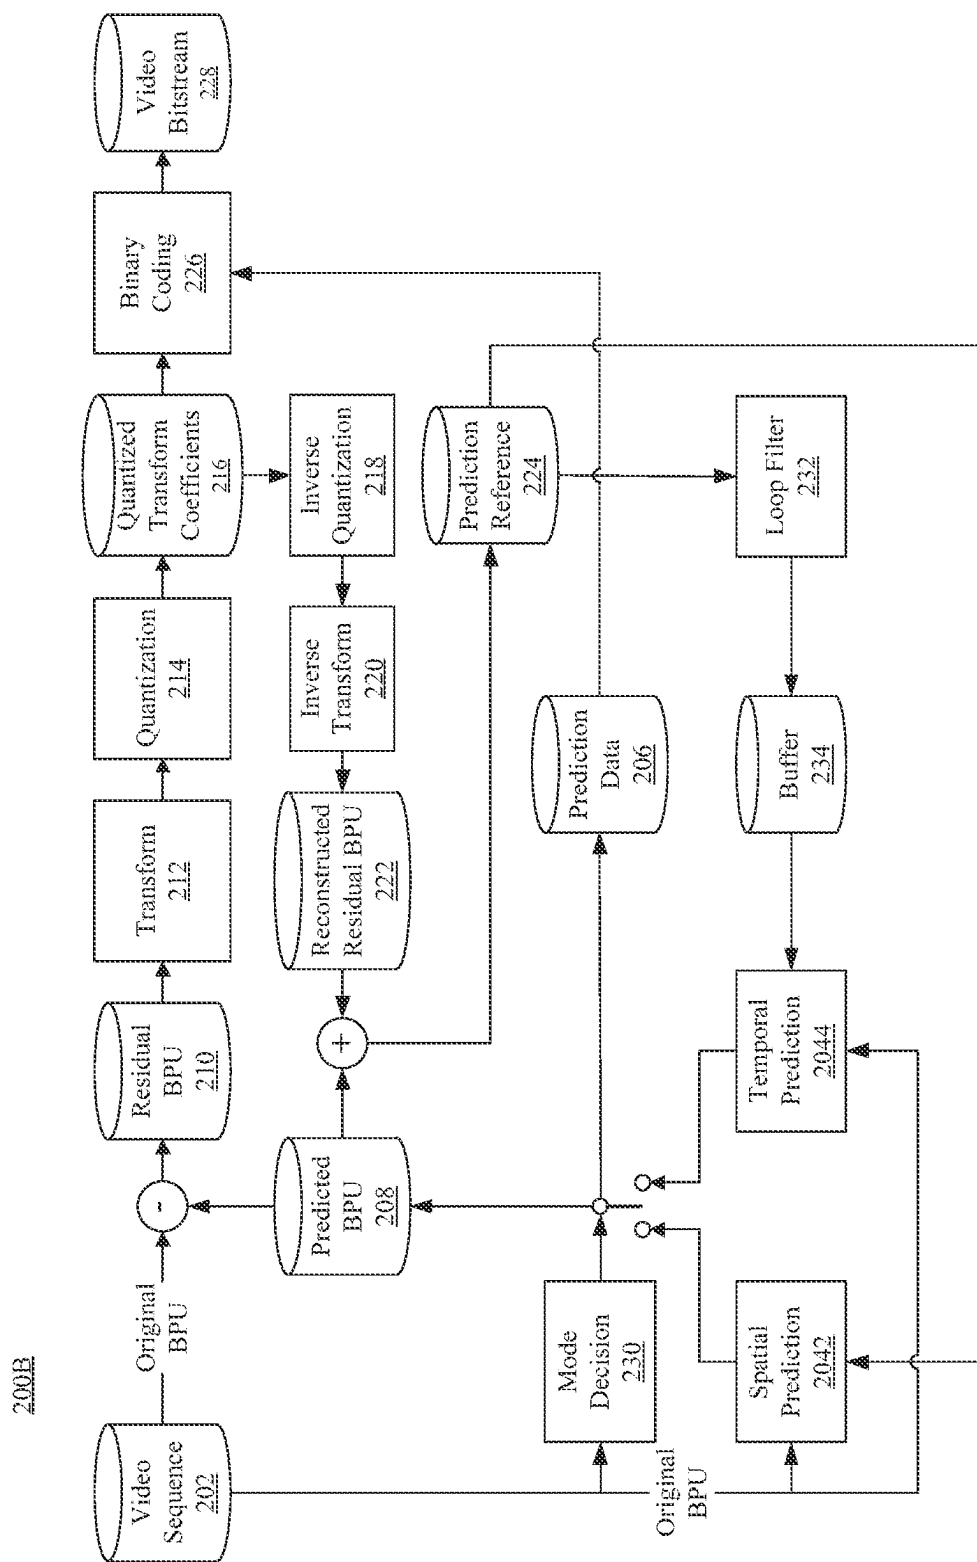 200B
Video
Sequence
202
Original
BPU
Residual
BPU
210
Transform
212
Quantization
214
Quantized
Transform
Coefficients
216
Binary
Coding
226
Video
Bitstream
228
Predicted
BPU
208
+
Reconstructed
Residual BPU
222
Inverse
Transform
220
Inverse
Quantization
218
Prediction
Reference
224
Mode
Decision
230
Prediction
Data
206
Original
BPU
Spatial
Prediction
2042
Temporal
Prediction
2044
Buffer
234
Loop Filter
232
-